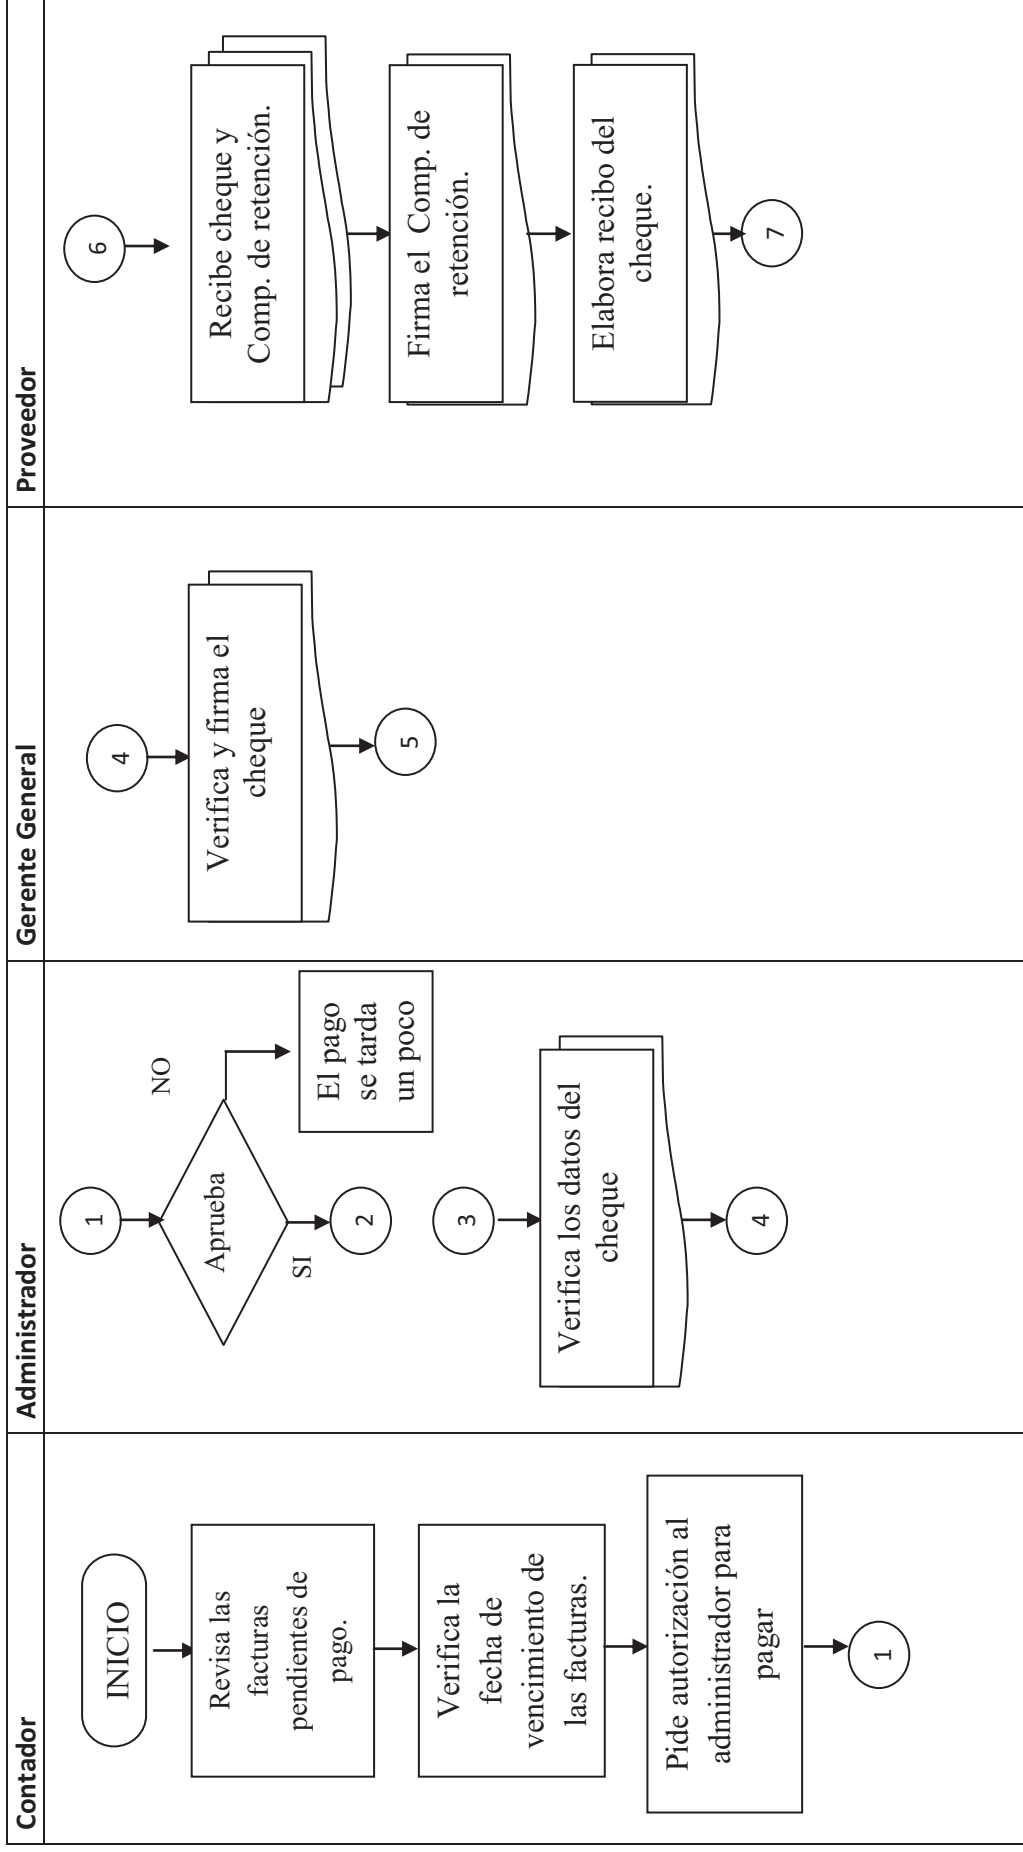 Contador
Administrador
Gerente General
Proveedor
INICIO
Revisa las
facturas
pendientes de
pago.
Verifica la
fecha de
vencimiento de
las facturas.
Pide autorización al
administrador para
pagar
1
1
Aprueba
NO
El pago
se tarda
un poco
SI
2
3
Verifica los datos del
cheque
4
4
Verifica y firma el
cheque
5
6
Recibe cheque y
Comp. de retención.
Firma el Comp. de
retención.
Elabora recibo del
cheque.
7